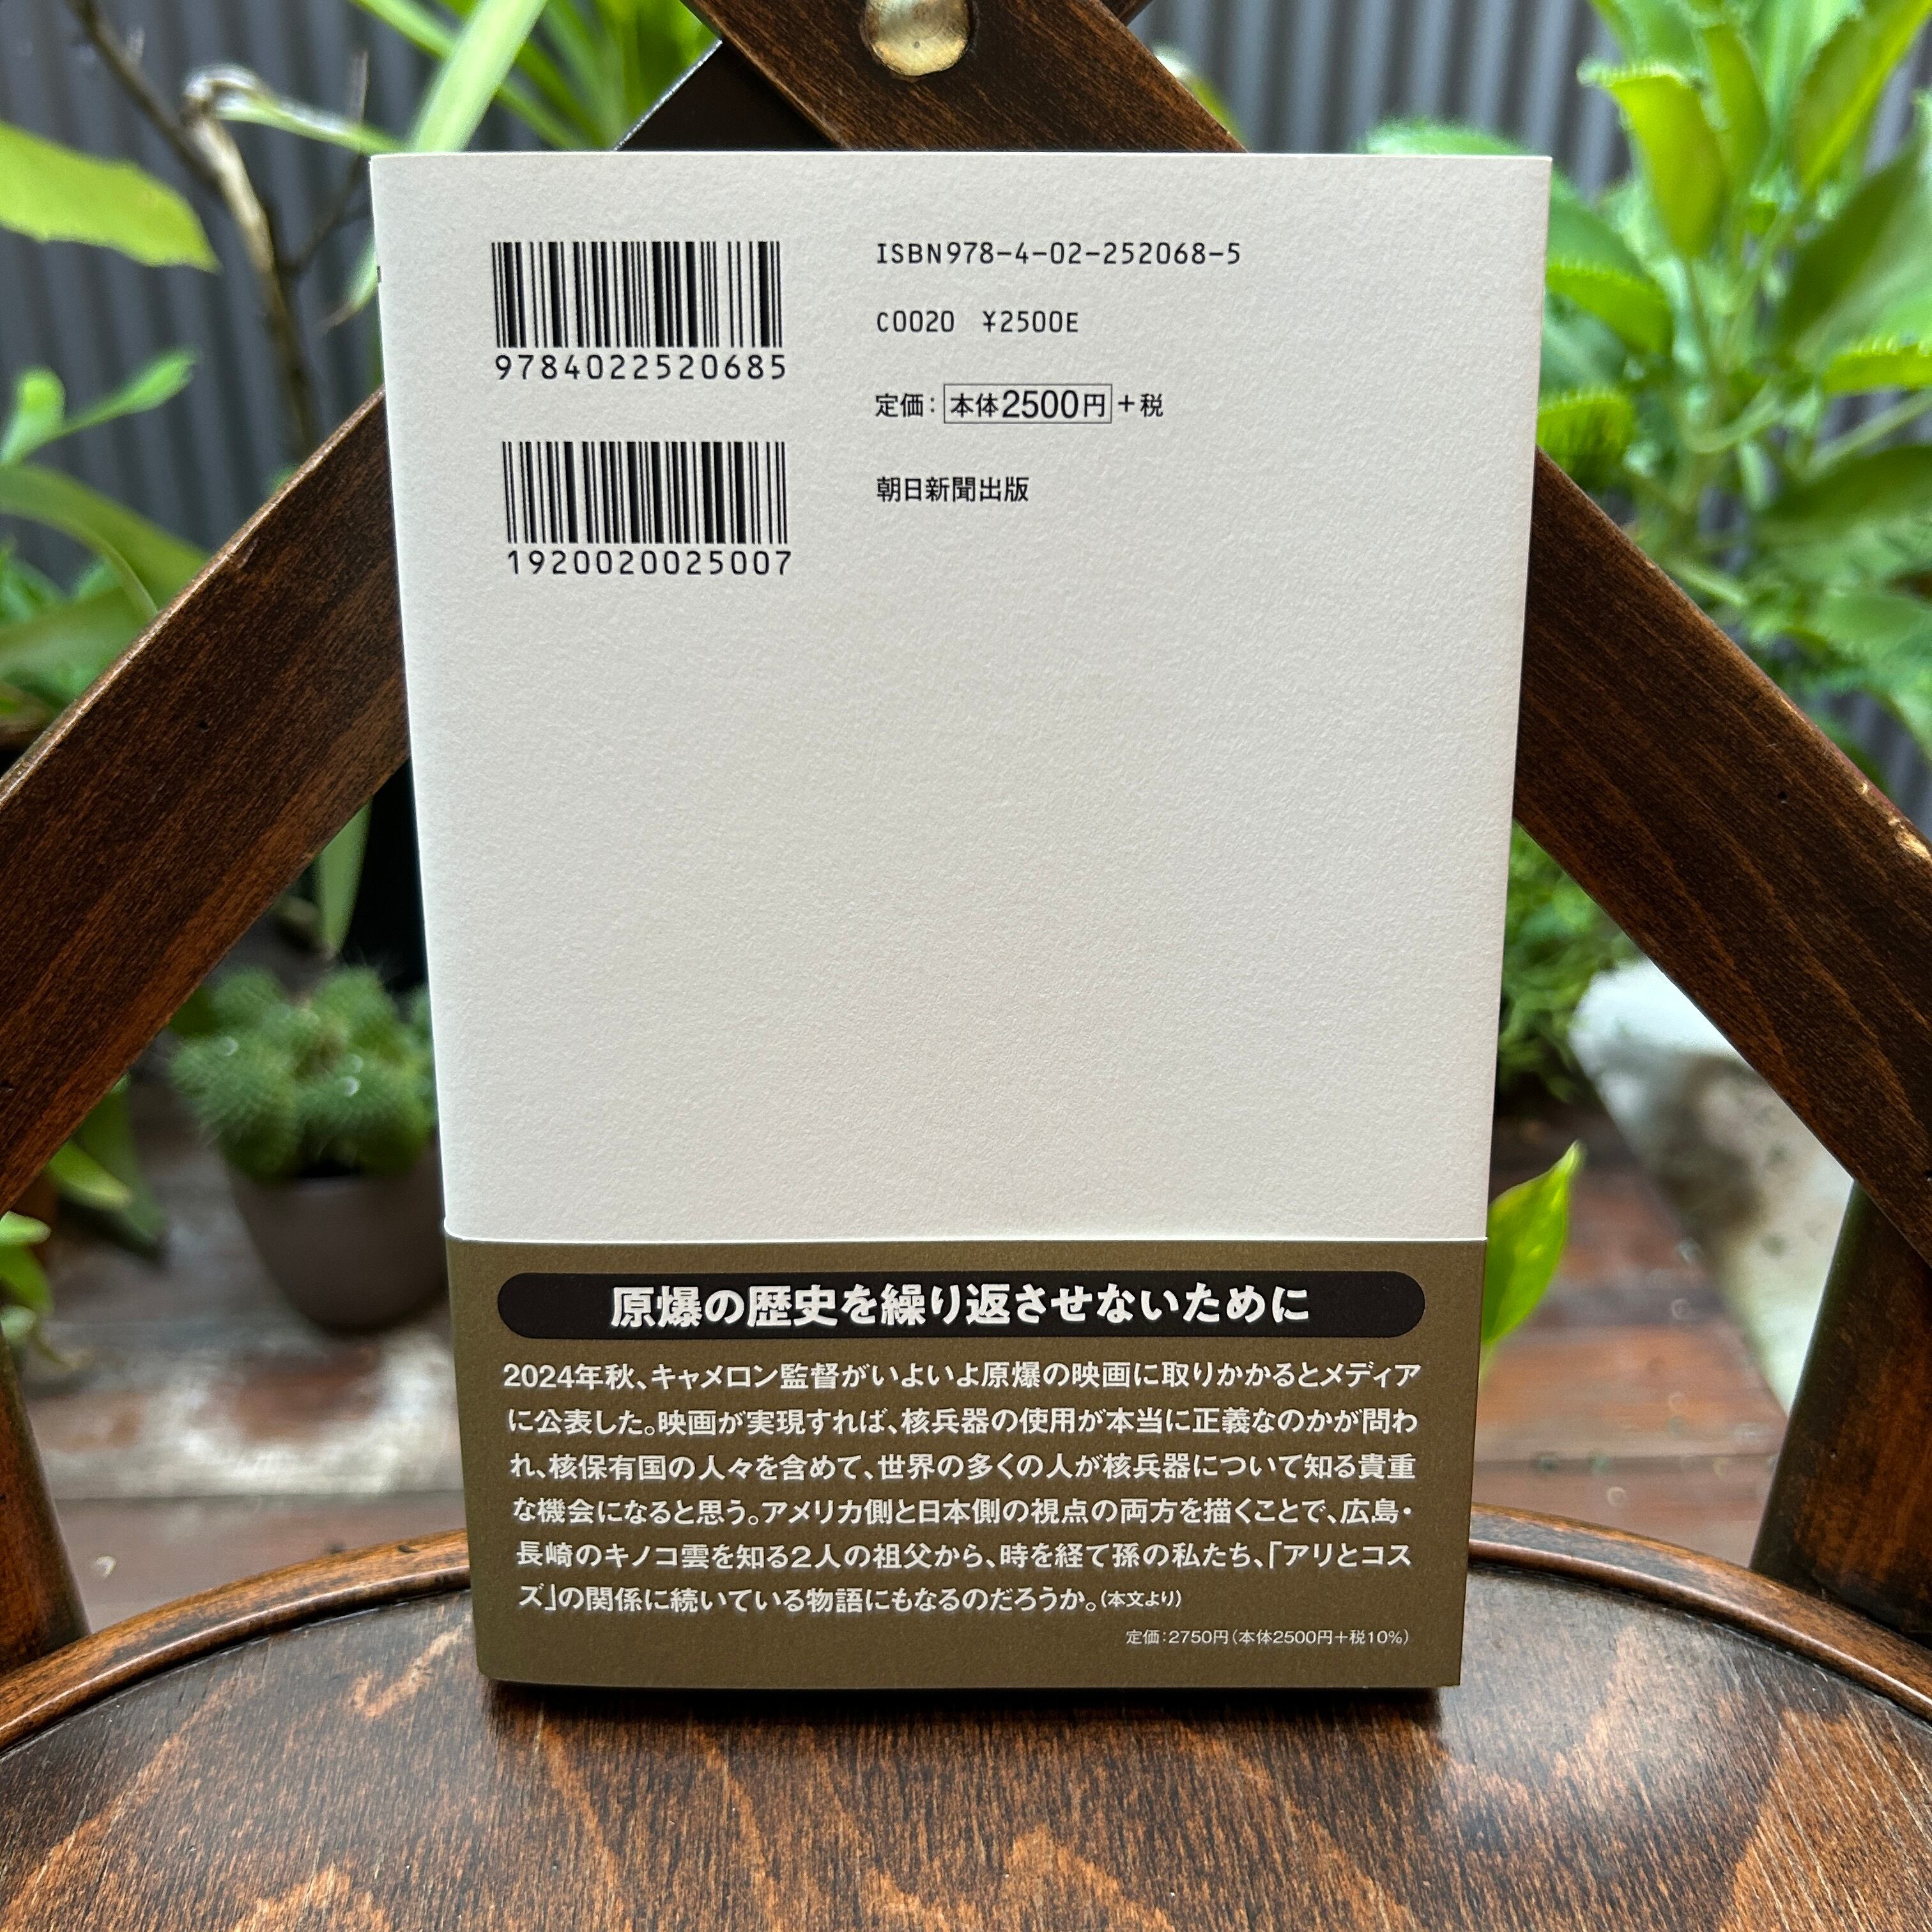 9784022520685
1920020025007
ISBN978-4-02-252068-5
C0020 ¥2500E
定価：本体2500円＋税
朝日新聞出版
原爆の歴史を繰り返させないために
2024年秋、キャメロン監督がいよいよ原爆の映画に取りかかるとメディア
に公表した。映画が実現すれば、核兵器の使用が本当に正義なのかが問わ
れ、核保有国の人々を含めて、世界の多くの人が核兵器について知る貴重
な機会になると思う。アメリカ側と日本側の視点の両方を描くことで、広島・
長崎のキノコ雲を知る2人の祖父から、時を経て孫の私たち、「アリとコス
ズ」の関係に続いている物語にもなるのだろうか。（本文より）
定価：2750円（本体2500円＋税10%）